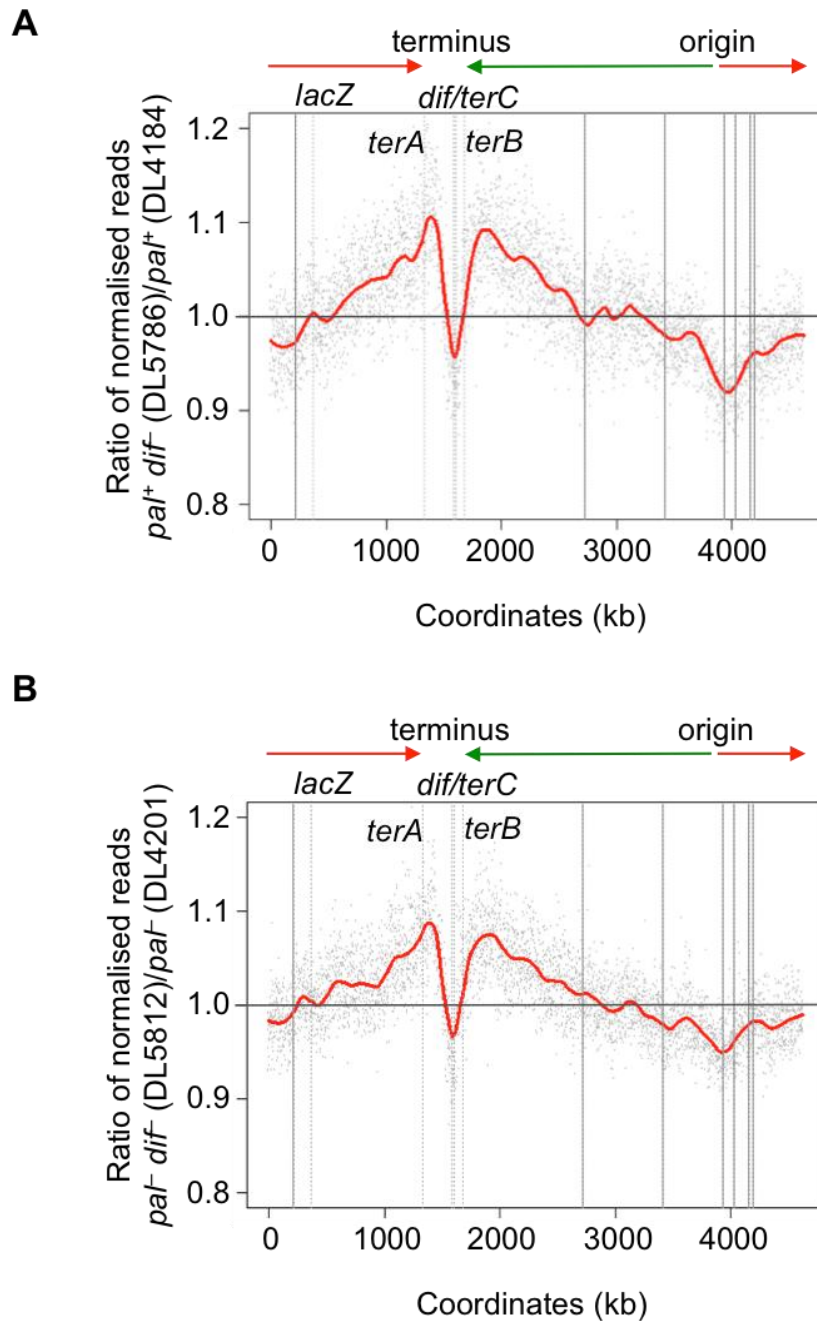 A
terminus origin
lacZ dif/terC
terA terB
Ratio of normalised reads
pal⁺ dif⁻ (DL5786)/pal⁺ (DL4184)
1.2
1.1
1.0
0.9
0.8
0 1000 2000 3000 4000
Coordinates (kb)
B
terminus origin
lacZ dif/terC
terA terB
Ratio of normalised reads
pal⁻ dif⁻ (DL5812)/pal⁻ (DL4201)
1.2
1.1
1.0
0.9
0.8
0 1000 2000 3000 4000
Coordinates (kb)